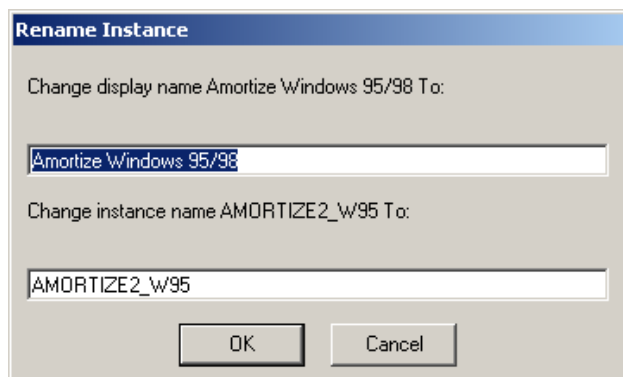 Rename Instance
Change display name Amortize Windows 95/98 To:
Amortize Windows 95/98
Change instance name AMORTIZE2_W95 To:
AMORTIZE2_W95
OK Cancel